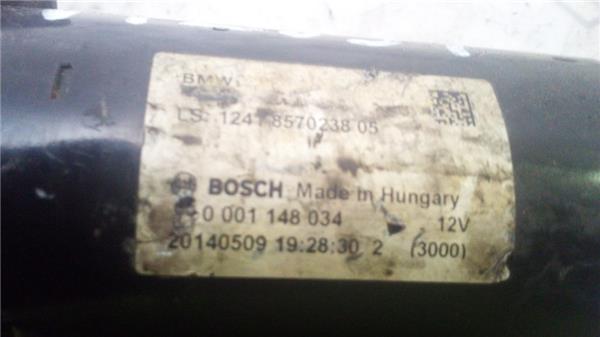 BMW
LS: 1241 8570238 05
BOSCH Made in Hungary
0 001 148 034 12V
20140509 19:28:30 2 (3000)